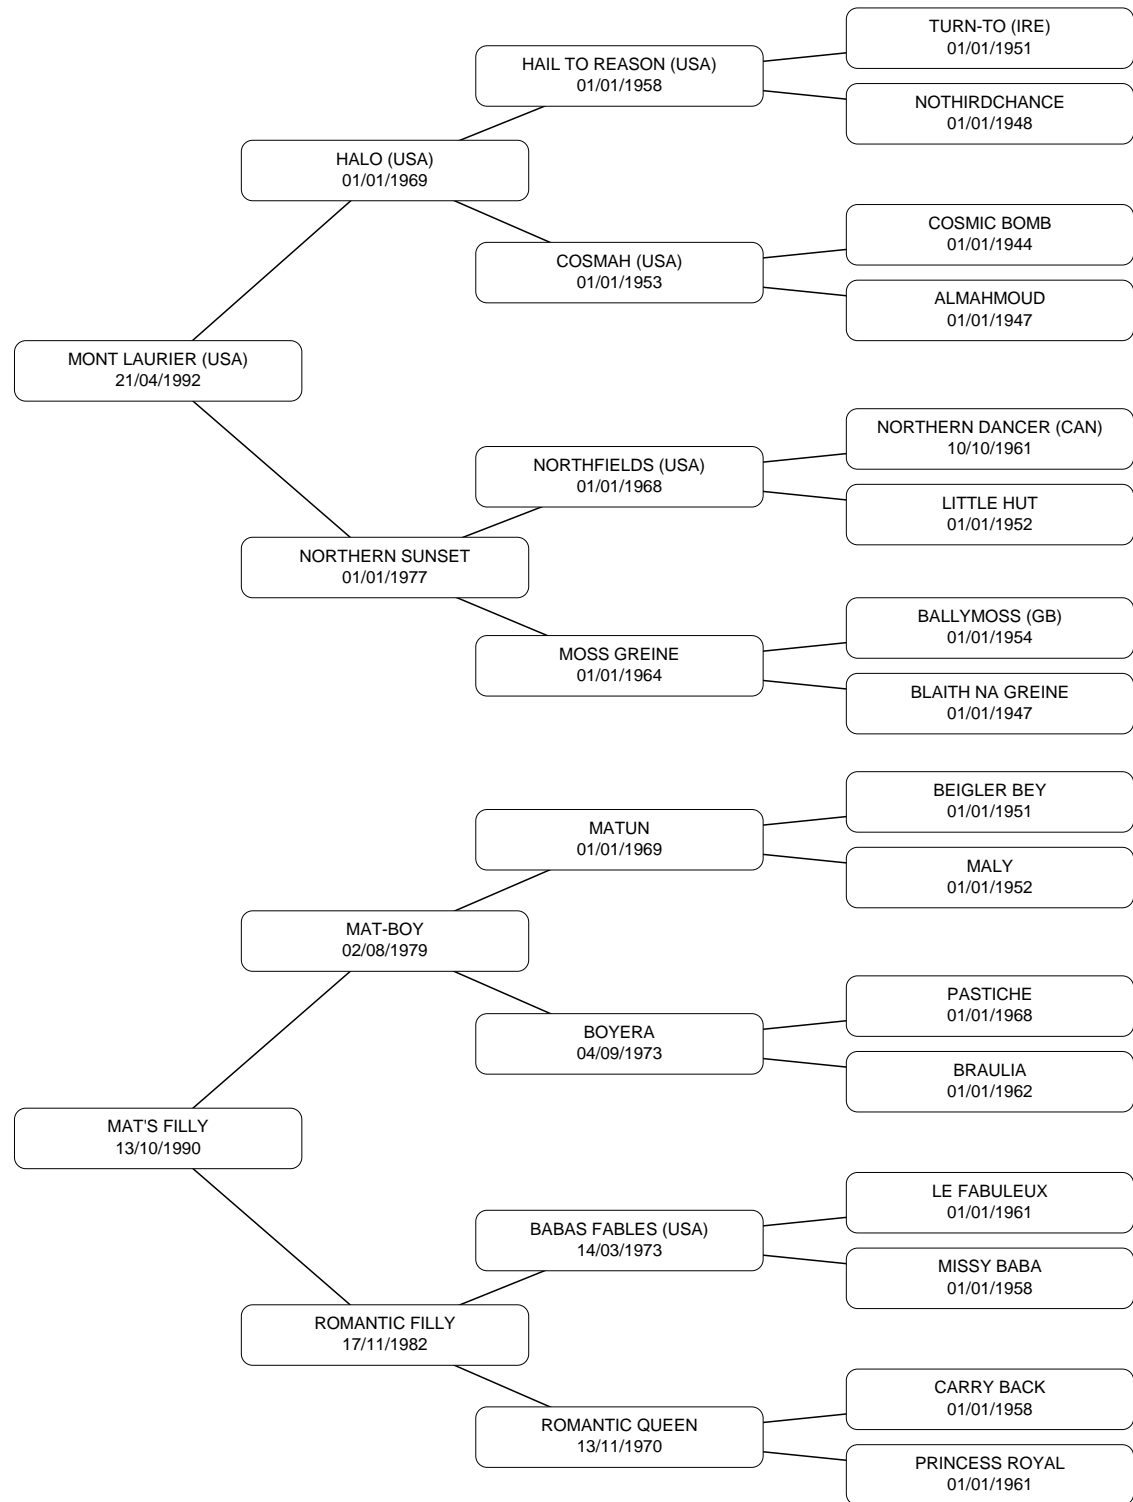 TURN-TO (IRE)
01/01/1951
HAIL TO REASON (USA)
01/01/1958
NOTHIRDCHANCE
01/01/1948
HALO (USA)
01/01/1969
COSMIC BOMB
01/01/1944
COSMAH (USA)
01/01/1953
ALMAHMOUD
01/01/1947
MONT LAURIER (USA)
21/04/1992
NORTHERN DANCER (CAN)
10/10/1961
NORTHFIELDS (USA)
01/01/1968
LITTLE HUT
01/01/1952
NORTHERN SUNSET
01/01/1977
BALLYMOSS (GB)
01/01/1954
MOSS GREINE
01/01/1964
BLAITH NA GREINE
01/01/1947
BEIGLER BEY
01/01/1951
MATUN
01/01/1969
MALY
01/01/1952
MAT-BOY
02/08/1979
PASTICHE
01/01/1968
BOYERA
04/09/1973
BRAULIA
01/01/1962
MAT'S FILLY
13/10/1990
LE FABULEUX
01/01/1961
BABAS FABLES (USA)
14/03/1973
MISSY BABA
01/01/1958
ROMANTIC FILLY
17/11/1982
CARRY BACK
01/01/1958
ROMANTIC QUEEN
13/11/1970
PRINCESS ROYAL
01/01/1961